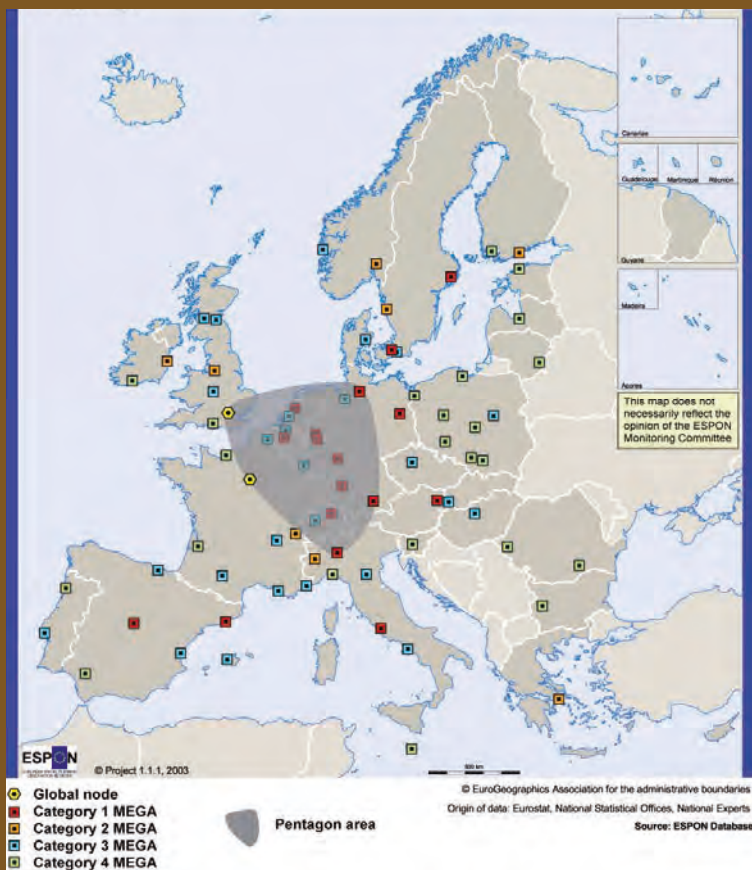 Canarias
Guadeloupe Martinique Réunion
Guyane
Madeira
Acores
This map does not
necessarily reflect the
opinion of the ESPON
Monitoring Committee
ESPON
© Project 1.1.1, 2003
500 km
© EuroGeographics Association for the administrative boundaries
Origin of data: Eurostat, National Statistical Offices, National Experts
Source: ESPON Database
Global node
Category 1 MEGA
Category 2 MEGA
Category 3 MEGA
Category 4 MEGA
Pentagon area